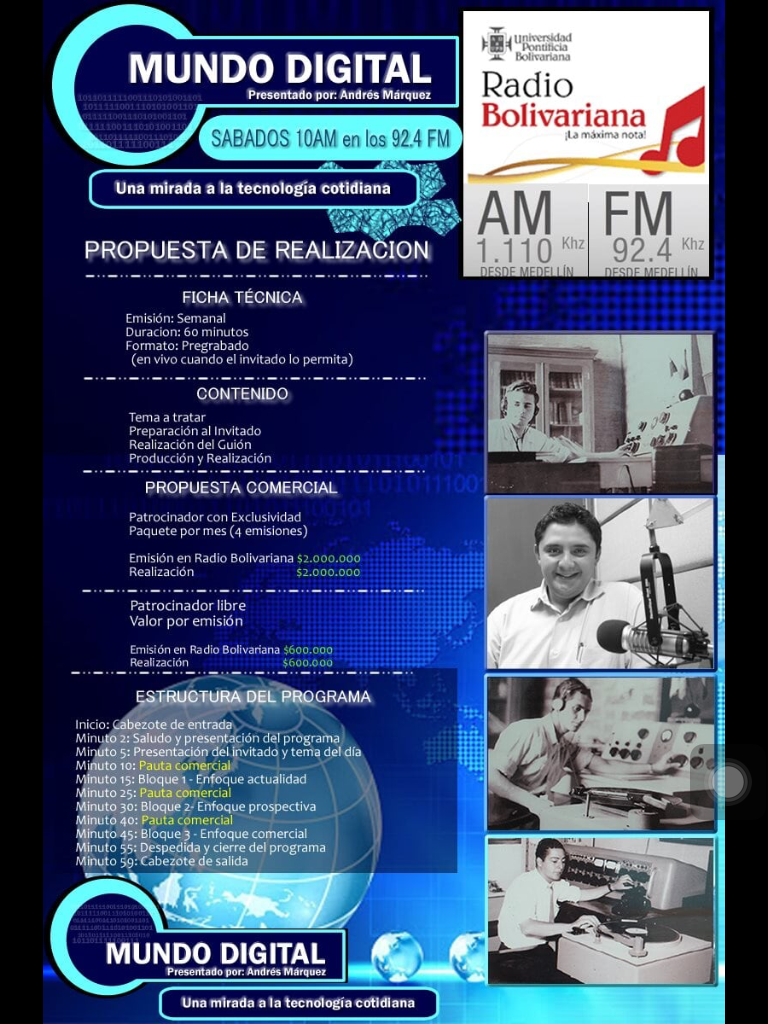 MUNDO DIGITAL
Presentado por: Andrés Márquez
SABADOS 10AM en los 92.4 FM
Una mirada a la tecnología cotidiana
Universidad
Pontificia
Bolivariana
Radio
Bolivariana
¡La máxima nota!
AM
1.110 Khz
DESDE MEDELLÍN
FM
92.4 Khz
DESDE MEDELLÍN
PROPUESTA DE REALIZACION
FICHA TÉCNICA
Emisión: Semanal
Duracion: 60 minutos
Formato: Pregrabado
(en vivo cuando el invitado lo permita)
CONTENIDO
Tema a tratar
Preparación al Invitado
Realización del Guión
Producción y Realización
PROPUESTA COMERCIAL
Patrocinador con Exclusividad
Paquete por mes (4 emisiones)
Emisión en Radio Bolivariana $2.000.000
Realización $2.000.000
Patrocinador libre
Valor por emisión
Emisión en Radio Bolivariana $600.000
Realización $600.000
ESTRUCTURA DEL PROGRAMA
Inicio: Cabezote de entrada
Minuto 2: Saludo y presentación del programa
Minuto 5: Presentación del invitado y tema del día
Minuto 10: Pauta comercial
Minuto 15: Bloque 1 - Enfoque actualidad
Minuto 25: Pauta comercial
Minuto 30: Bloque 2- Enfoque prospectiva
Minuto 40: Pauta comercial
Minuto 45: Bloque 3 - Enfoque comercial
Minuto 55: Despedida y cierre del programa
Minuto 59: Cabezote de salida
MUNDO DIGITAL
Presentado por: Andrés Márquez
Una mirada a la tecnología cotidiana